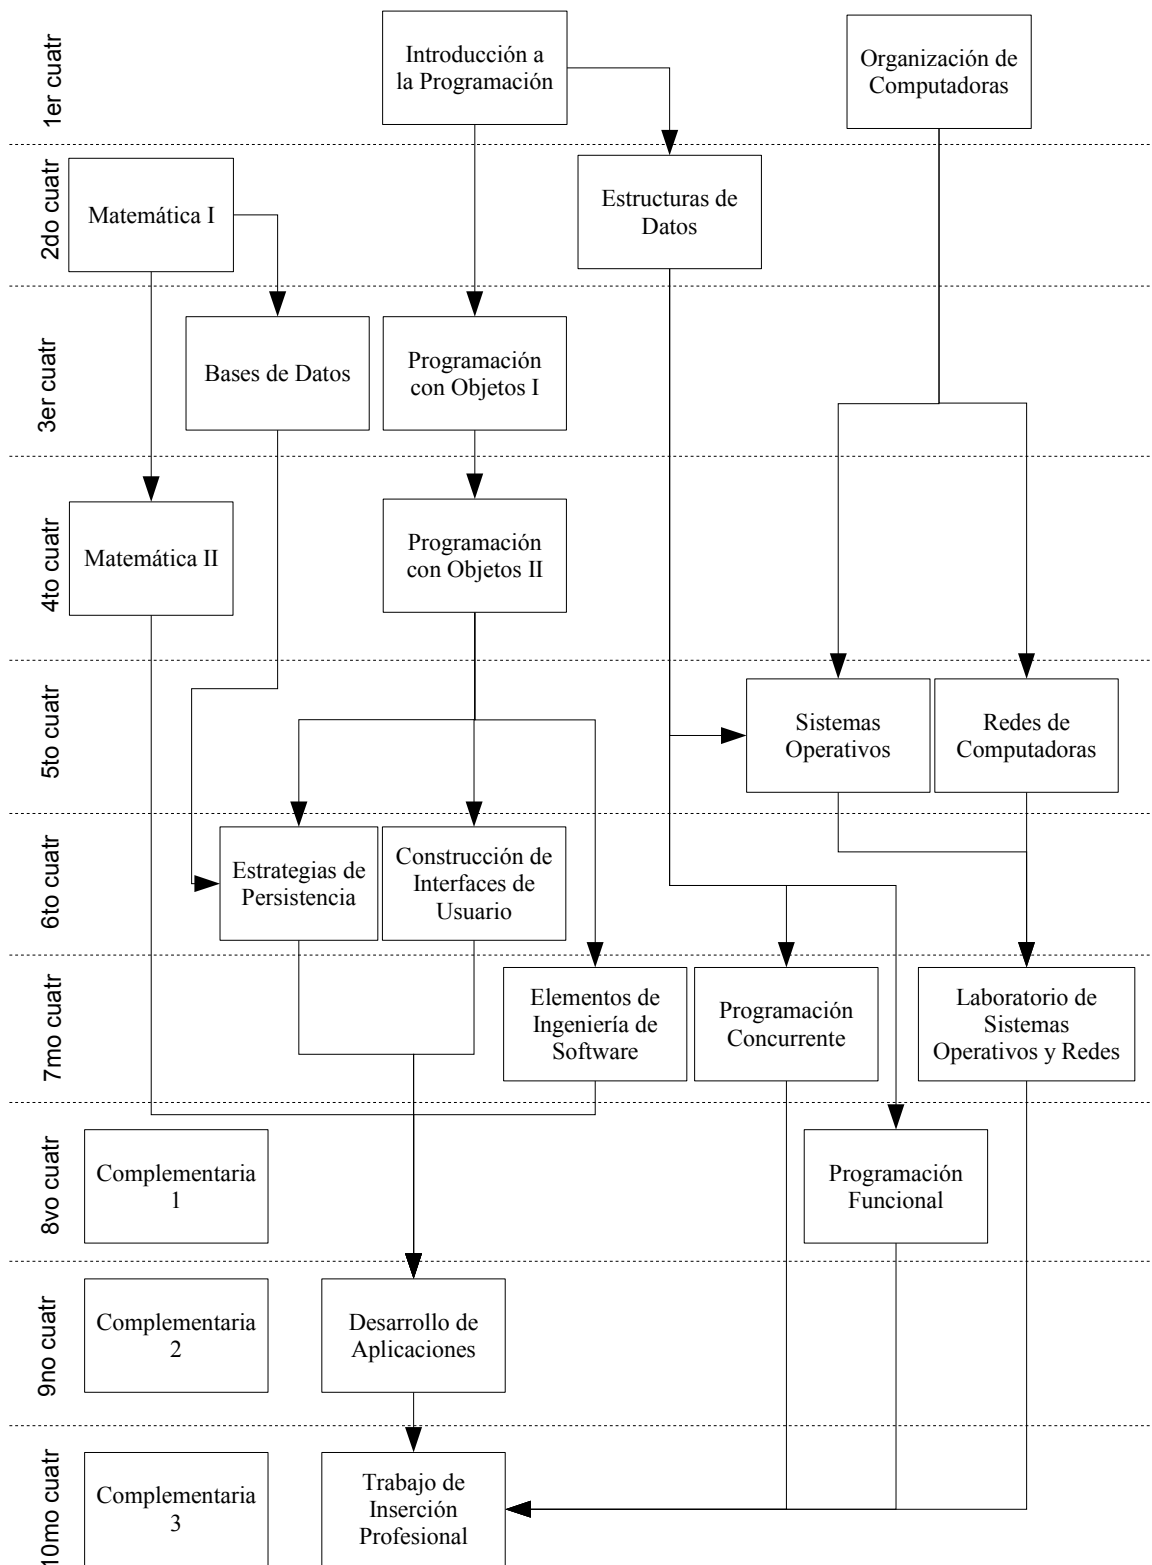 1er cuatr
Introducción a
la Programación
Organización de
Computadoras
2do cuatr
Matemática I
Estructuras de
Datos
3er cuatr
Bases de Datos
Programación
con Objetos I
4to cuatr
Matemática II
Programación
con Objetos II
5to cuatr
Sistemas
Operativos
Redes de
Computadoras
6to cuatr
Estrategias de
Persistencia
Construcción de
Interfaces de
Usuario
7mo cuatr
Elementos de
Ingeniería de
Software
Programación
Concurrente
Laboratorio de
Sistemas
Operativos y Redes
8vo cuatr
Complementaria
1
Programación
Funcional
9no cuatr
Complementaria
2
Desarrollo de
Aplicaciones
10mo cuatr
Complementaria
3
Trabajo de
Inserción
Profesional